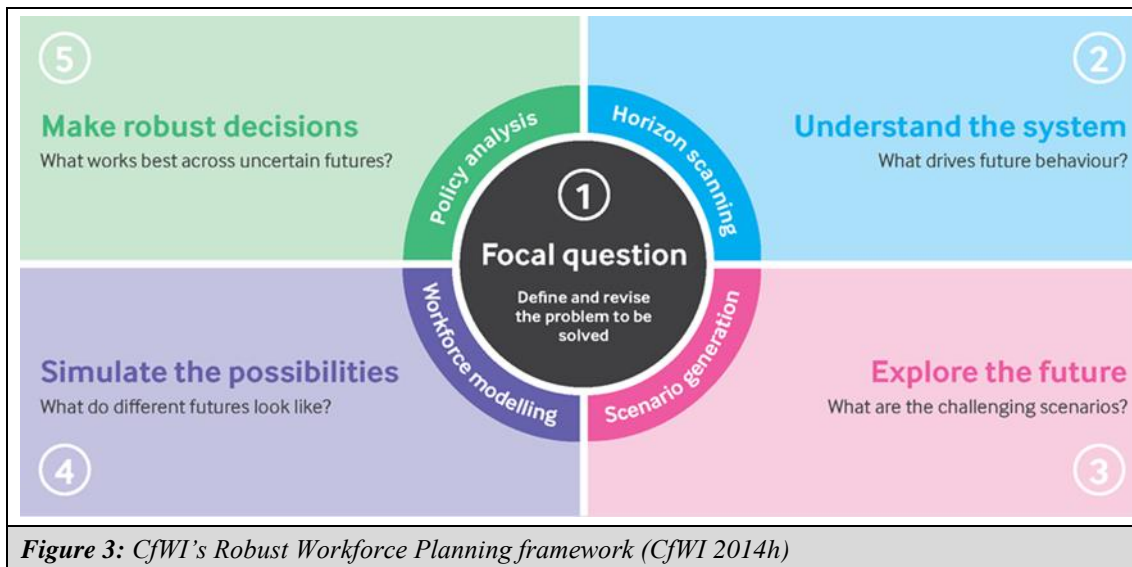 5
Make robust decisions
What works best across uncertain futures?
Policy analysis
Horizon scanning
2
Understand the system
What drives future behaviour?
1
Focal question
Define and revise
the problem to be
solved
Workforce modelling
Simulate the possibilities
What do different futures look like?
4
Scenario generation
Explore the future
What are the challenging scenarios?
3
Figure 3: CfWI's Robust Workforce Planning framework (CfWI 2014h)